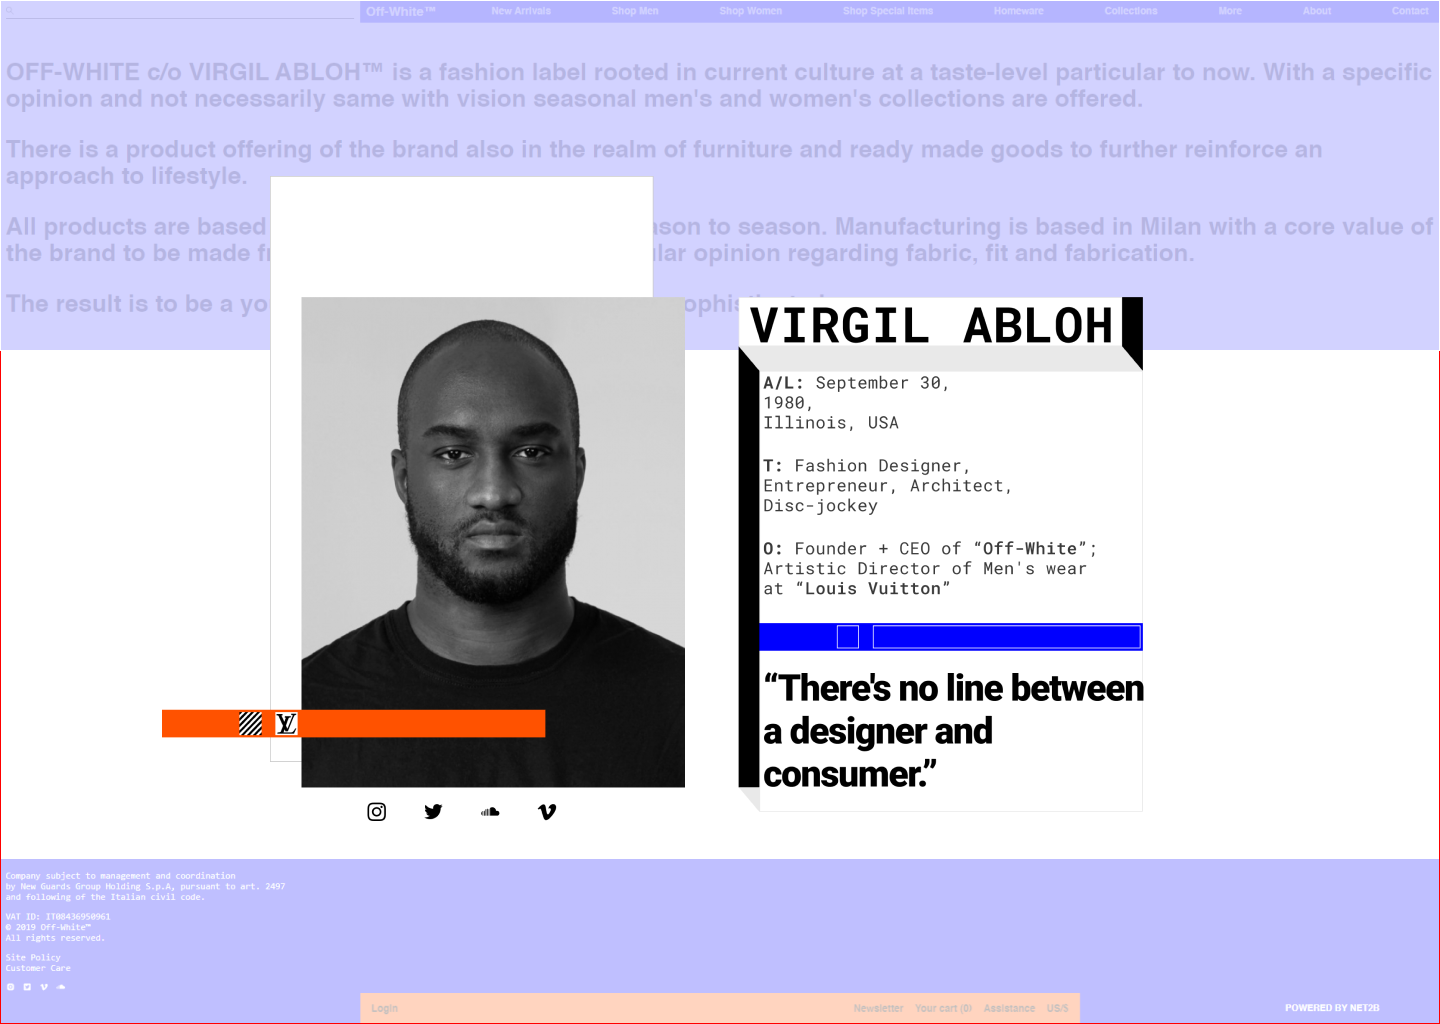 Off-White™ New Arrivals Shop Men Shop Women Shop Special Items Homeware Collections More About Contact
OFF-WHITE c/o VIRGIL ABLOH™ is a fashion label rooted in current culture at a taste-level particular to now. With a specific
opinion and not necessarily same with vision seasonal men's and women's collections are offered.
There is a product offering of the brand also in the realm of furniture and ready made goods to further reinforce an
approach to lifestyle.
All products are based son to season. Manufacturing is based in Milan with a core value of
the brand to be made opinion regarding fabric, fit and fabrication.
The result is to be a yo
VIRGIL ABLOH
A/L: September 30,
1980,
Illinois, USA
T: Fashion Designer,
Entrepreneur, Architect,
Disc-jockey
O: Founder + CEO of “Off-White”;
Artistic Director of Men's wear
at “Louis Vuitton”
“There's no line between
a designer and
consumer.”
LV
Company subject to management and coordination
by New Guards Group Holding S.p.A, pursuant to art. 2497
and following of the Italian civil code.
VAT ID: IT08436950961
© 2019 Off-White™
All rights reserved.
Site Policy
Customer Care
Login Newsletter Your cart (0) Assistance US/$
POWERED BY NET2B